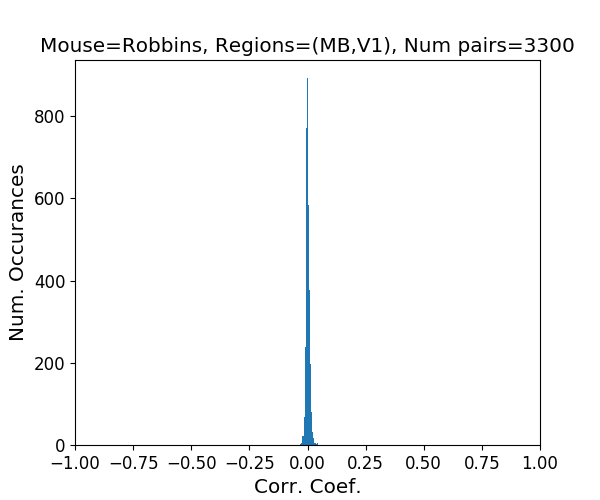 Mouse=Robbins, Regions=(MB,V1), Num pairs=3300
Num. Occurances
800
600
400
200
0
−1.00 −0.75 −0.50 −0.25 0.00 0.25 0.50 0.75 1.00
Corr. Coef.